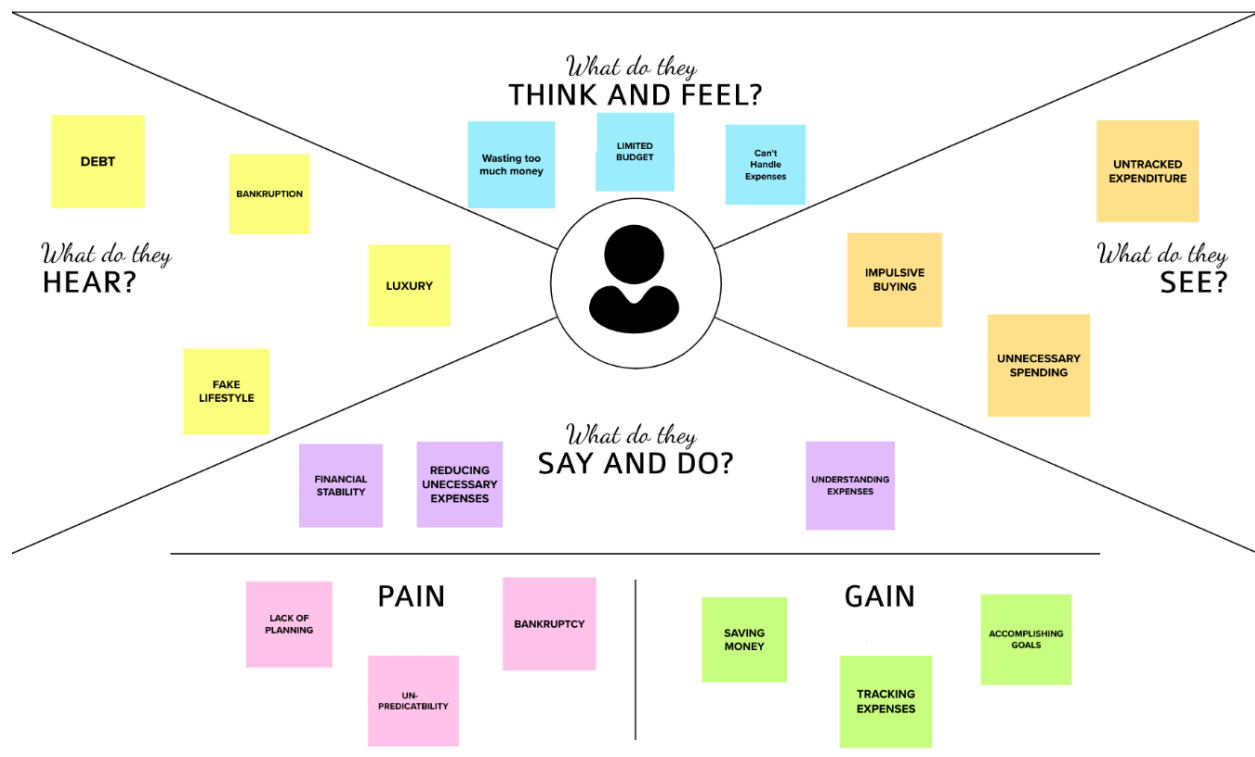 What do they
THINK AND FEEL?
Wasting too
much money
LIMITED
BUDGET
Can't
Handle
Expenses
DEBT
BANKRUPTION
What do they
HEAR?
LUXURY
FAKE
LIFESTYLE
UNTRACKED
EXPENDITURE
What do they
SEE?
IMPULSIVE
BUYING
UNNECESSARY
SPENDING
What do they
SAY AND DO?
FINANCIAL
STABILITY
REDUCING
UNECESSARY
EXPENSES
UNDERSTANDING
EXPENSES
PAIN
LACK OF
PLANNING
BANKRUPTCY
UN-
PREDICATBILITY
GAIN
SAVING
MONEY
ACCOMPLISHING
GOALS
TRACKING
EXPENSES